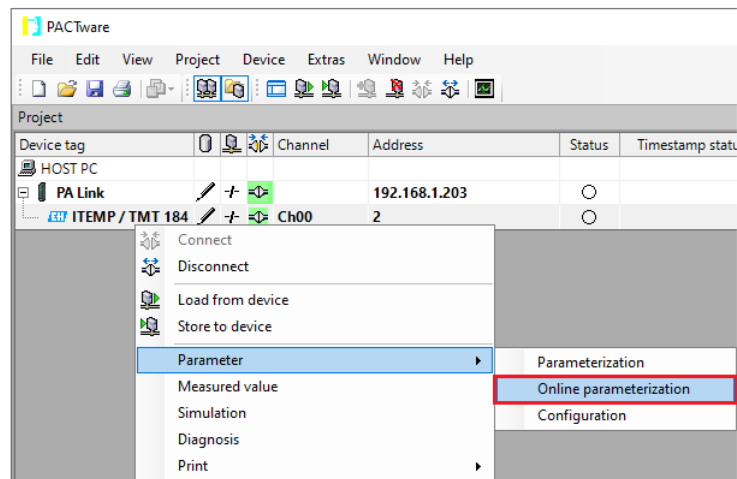 PACTware
File Edit View Project Device Extras Window Help
Project
Device tag Channel Address Status Timestamp statu
HOST PC
PA Link 192.168.1.203
EH ITEMP / TMT 184 Ch00 2
Connect
Disconnect
Load from device
Store to device
Parameter Parameterization
Measured value Online parameterization
Simulation Configuration
Diagnosis
Print